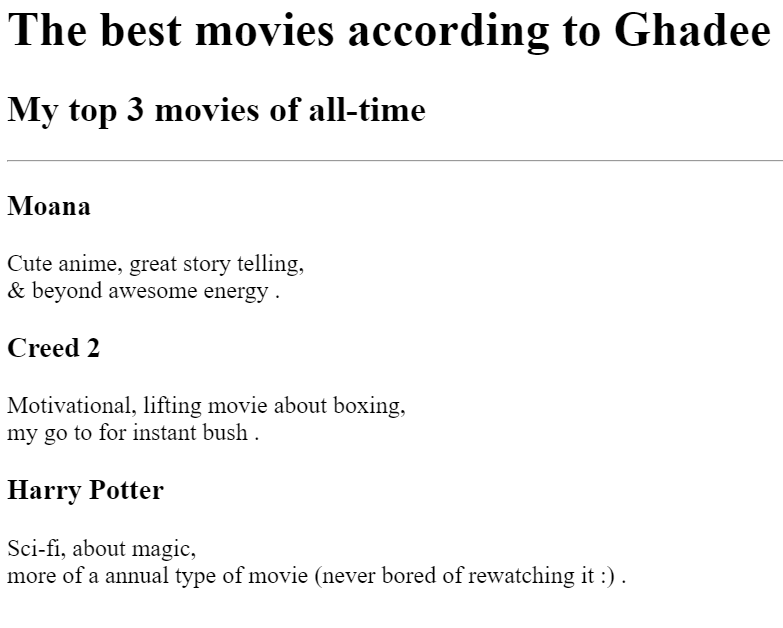 The best movies according to Ghadee
My top 3 movies of all-time
Moana
Cute anime, great story telling,
& beyond awesome energy .
Creed 2
Motivational, lifting movie about boxing,
my go to for instant bush .
Harry Potter
Sci-fi, about magic,
more of a annual type of movie (never bored of rewatching it :) .